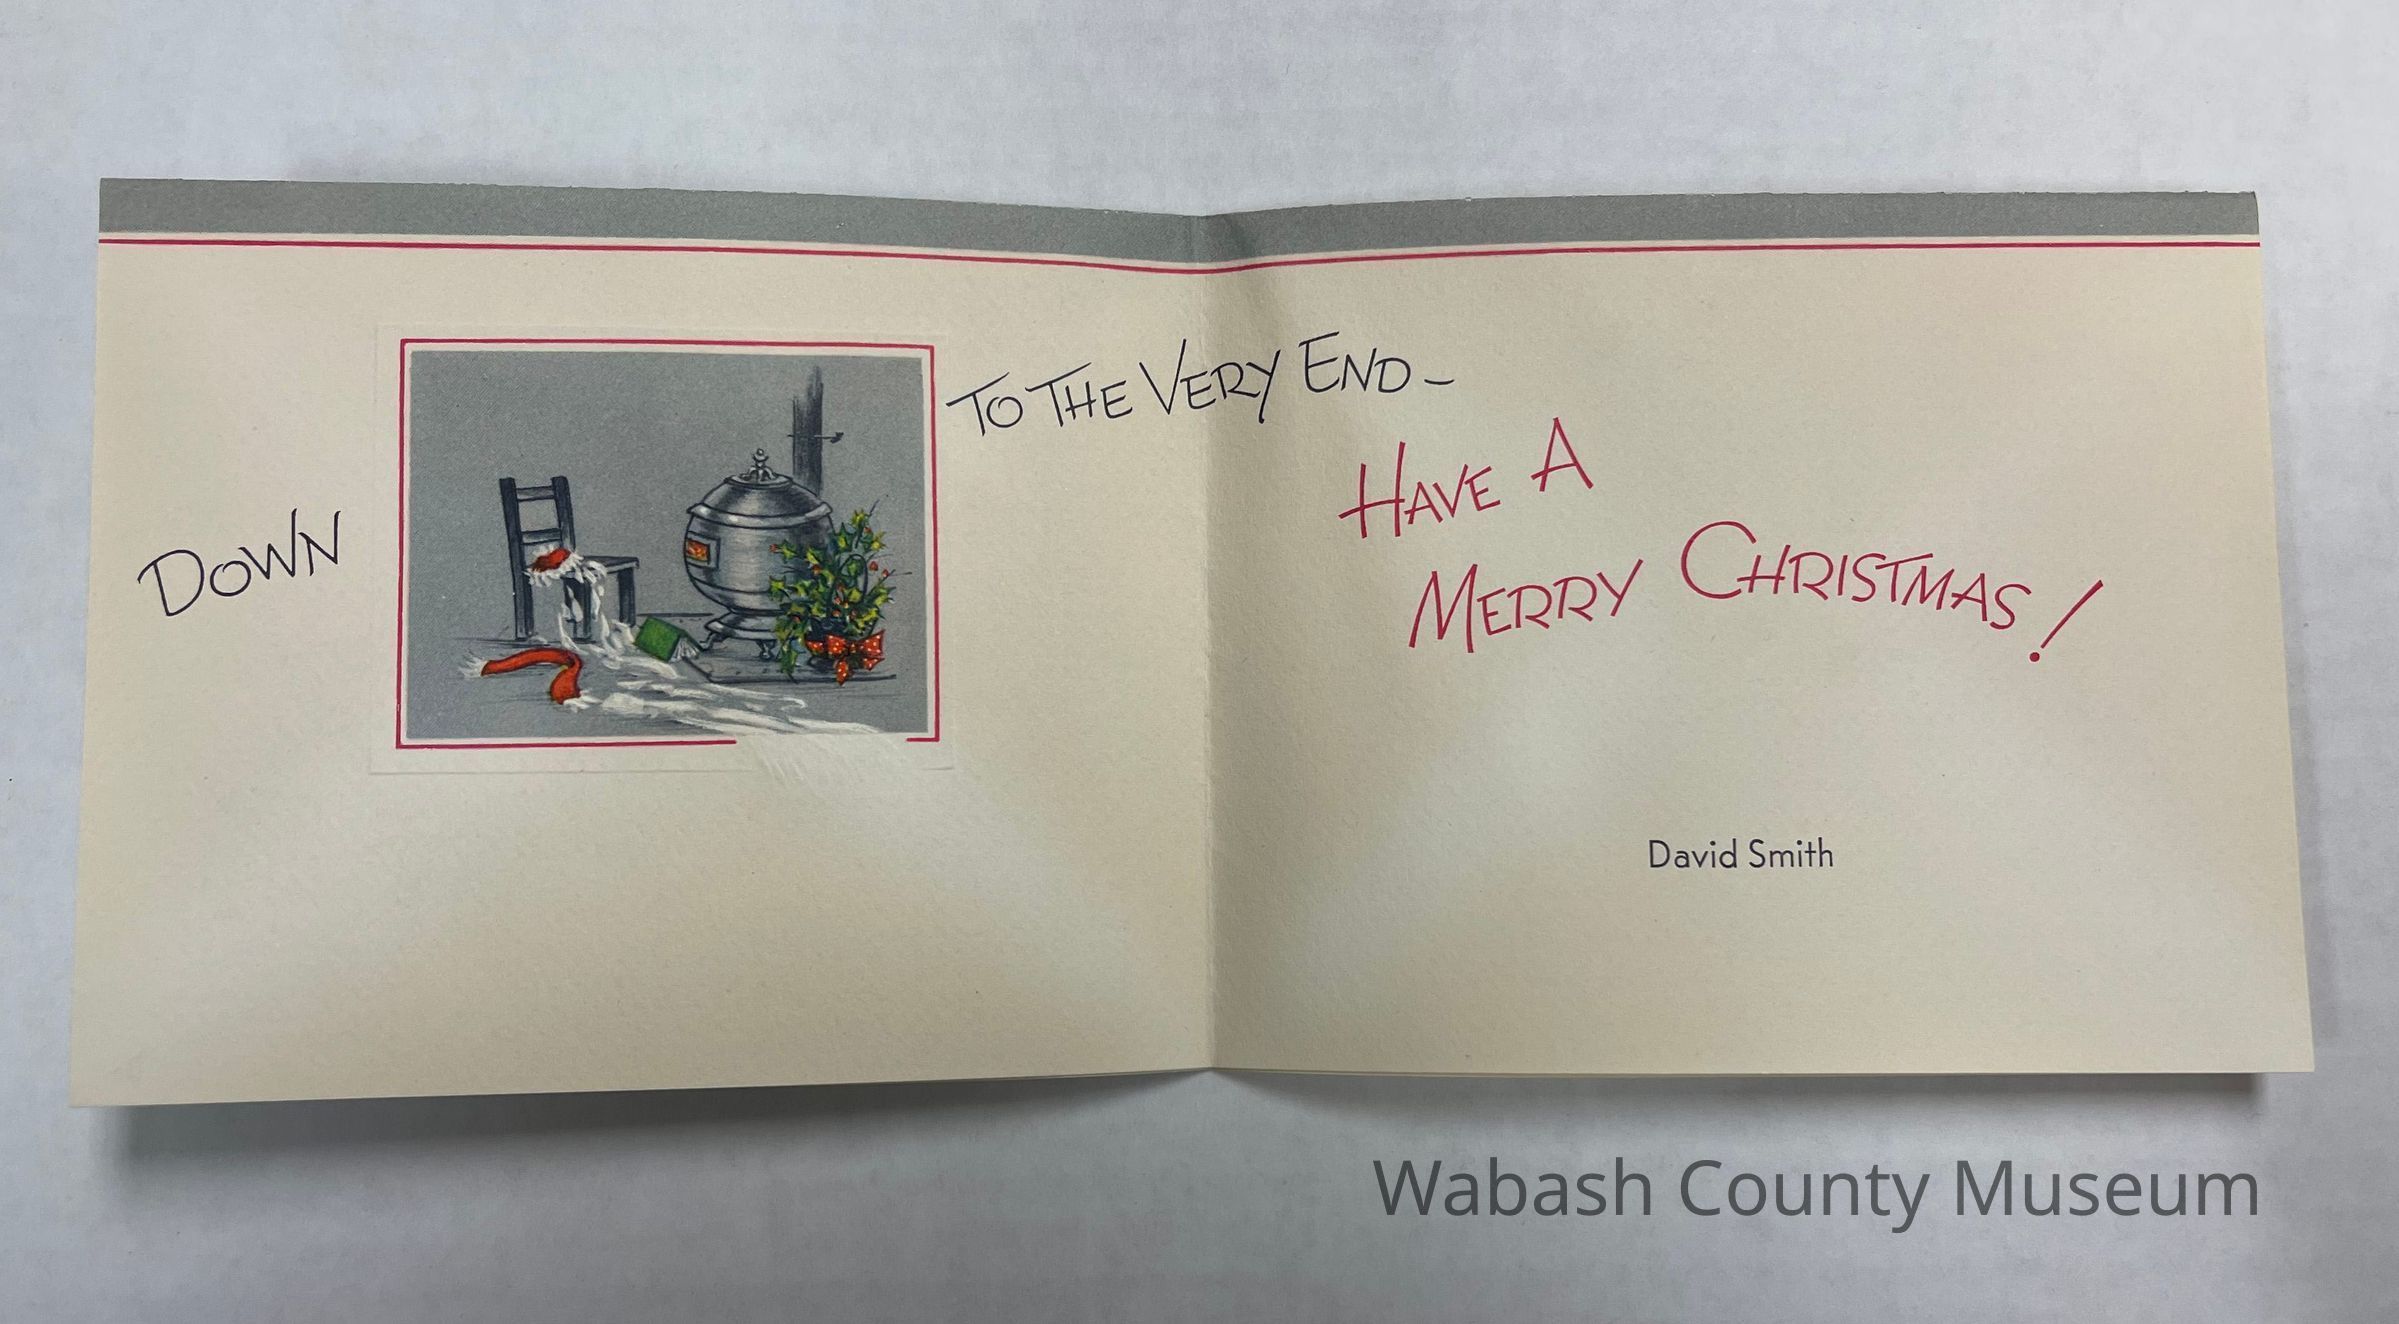 DOWN
TO THE VERY END –
HAVE A
MERRY CHRISTMAS!
David Smith
Wabash County Museum